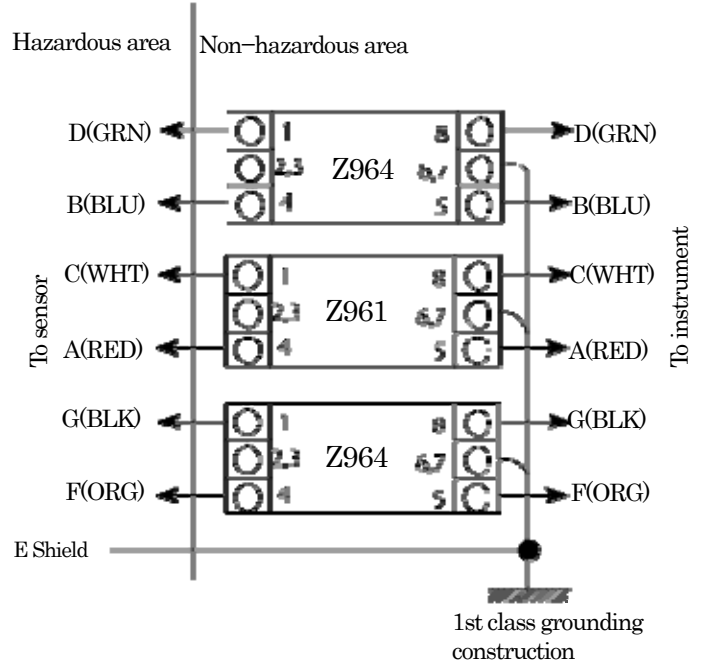 Hazardous area
Non-hazardous area
D(GRN)
1
8
D(GRN)
2,3
Z964
6,7
B(BLU)
4
5
B(BLU)
C(WHT)
1
8
C(WHT)
To sensor
2,3
Z961
6,7
To instrument
A(RED)
4
5
A(RED)
G(BLK)
1
8
G(BLK)
2,3
Z964
6,7
F(ORG)
4
5
F(ORG)
E Shield
1st class grounding
construction